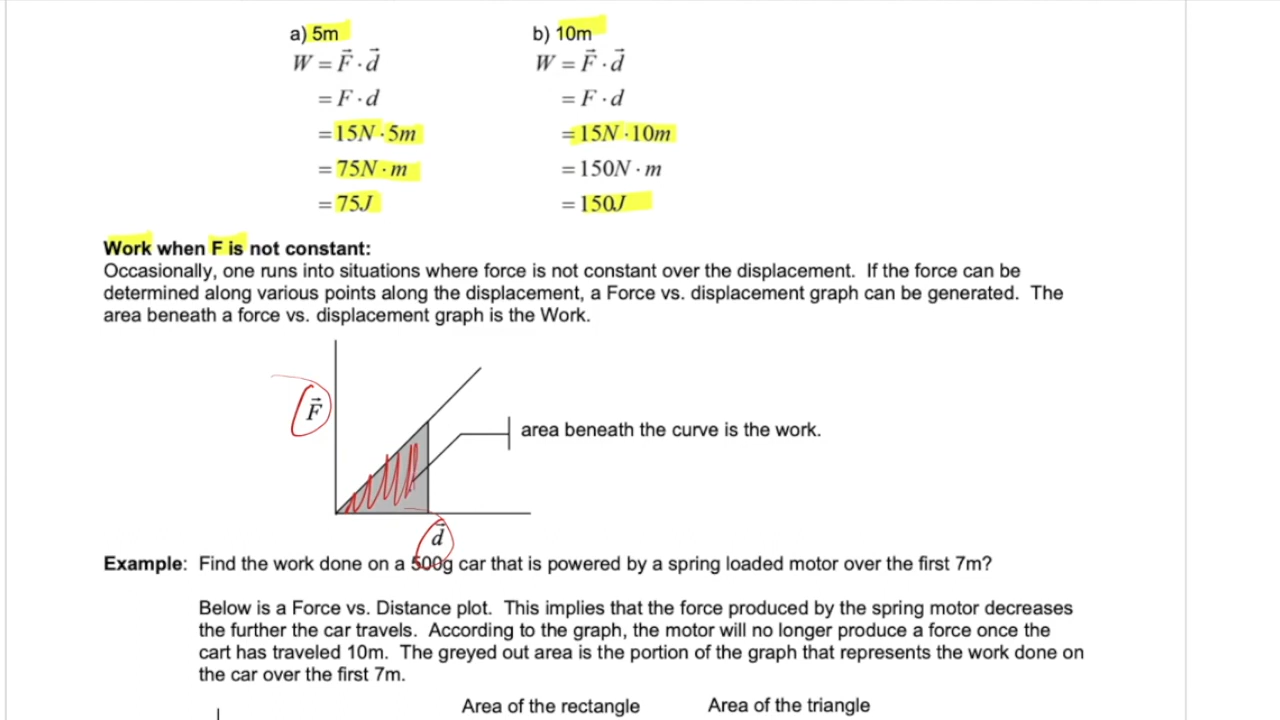 a) 5m b) 10m
W = F⃗ · d⃗ W = F⃗ · d⃗
= F · d = F · d
= 15N · 5m = 15N · 10m
= 75N · m = 150N · m
= 75J = 150J
Work when F is not constant:
Occasionally, one runs into situations where force is not constant over the displacement. If the force can be
determined along various points along the displacement, a Force vs. displacement graph can be generated. The
area beneath a force vs. displacement graph is the Work.
F⃗
area beneath the curve is the work.
d⃗
Example: Find the work done on a 500g car that is powered by a spring loaded motor over the first 7m?
Below is a Force vs. Distance plot. This implies that the force produced by the spring motor decreases
the further the car travels. According to the graph, the motor will no longer produce a force once the
cart has traveled 10m. The greyed out area is the portion of the graph that represents the work done on
the car over the first 7m.
Area of the rectangle Area of the triangle